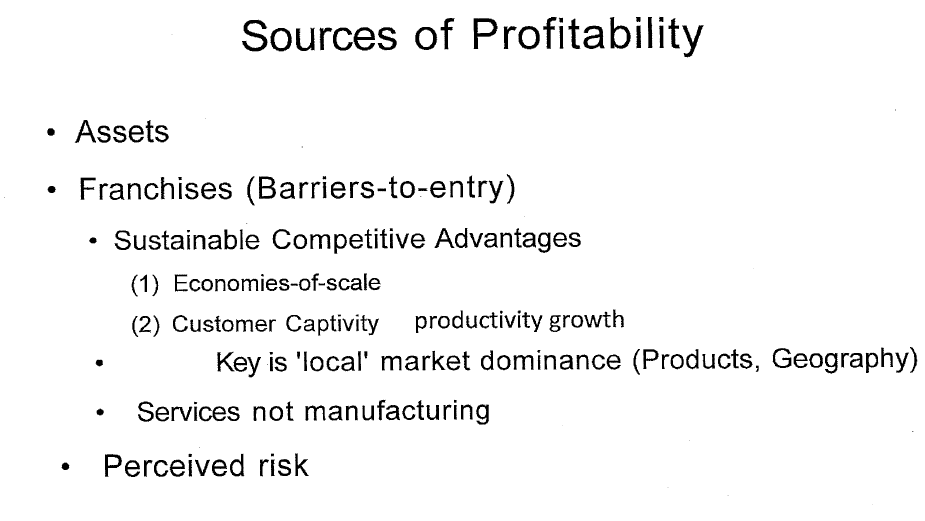 Sources of Profitability
• Assets
• Franchises (Barriers-to-entry)
• Sustainable Competitive Advantages
(1) Economies-of-scale
(2) Customer Captivity productivity growth
• Key is 'local' market dominance (Products, Geography)
• Services not manufacturing
• Perceived risk